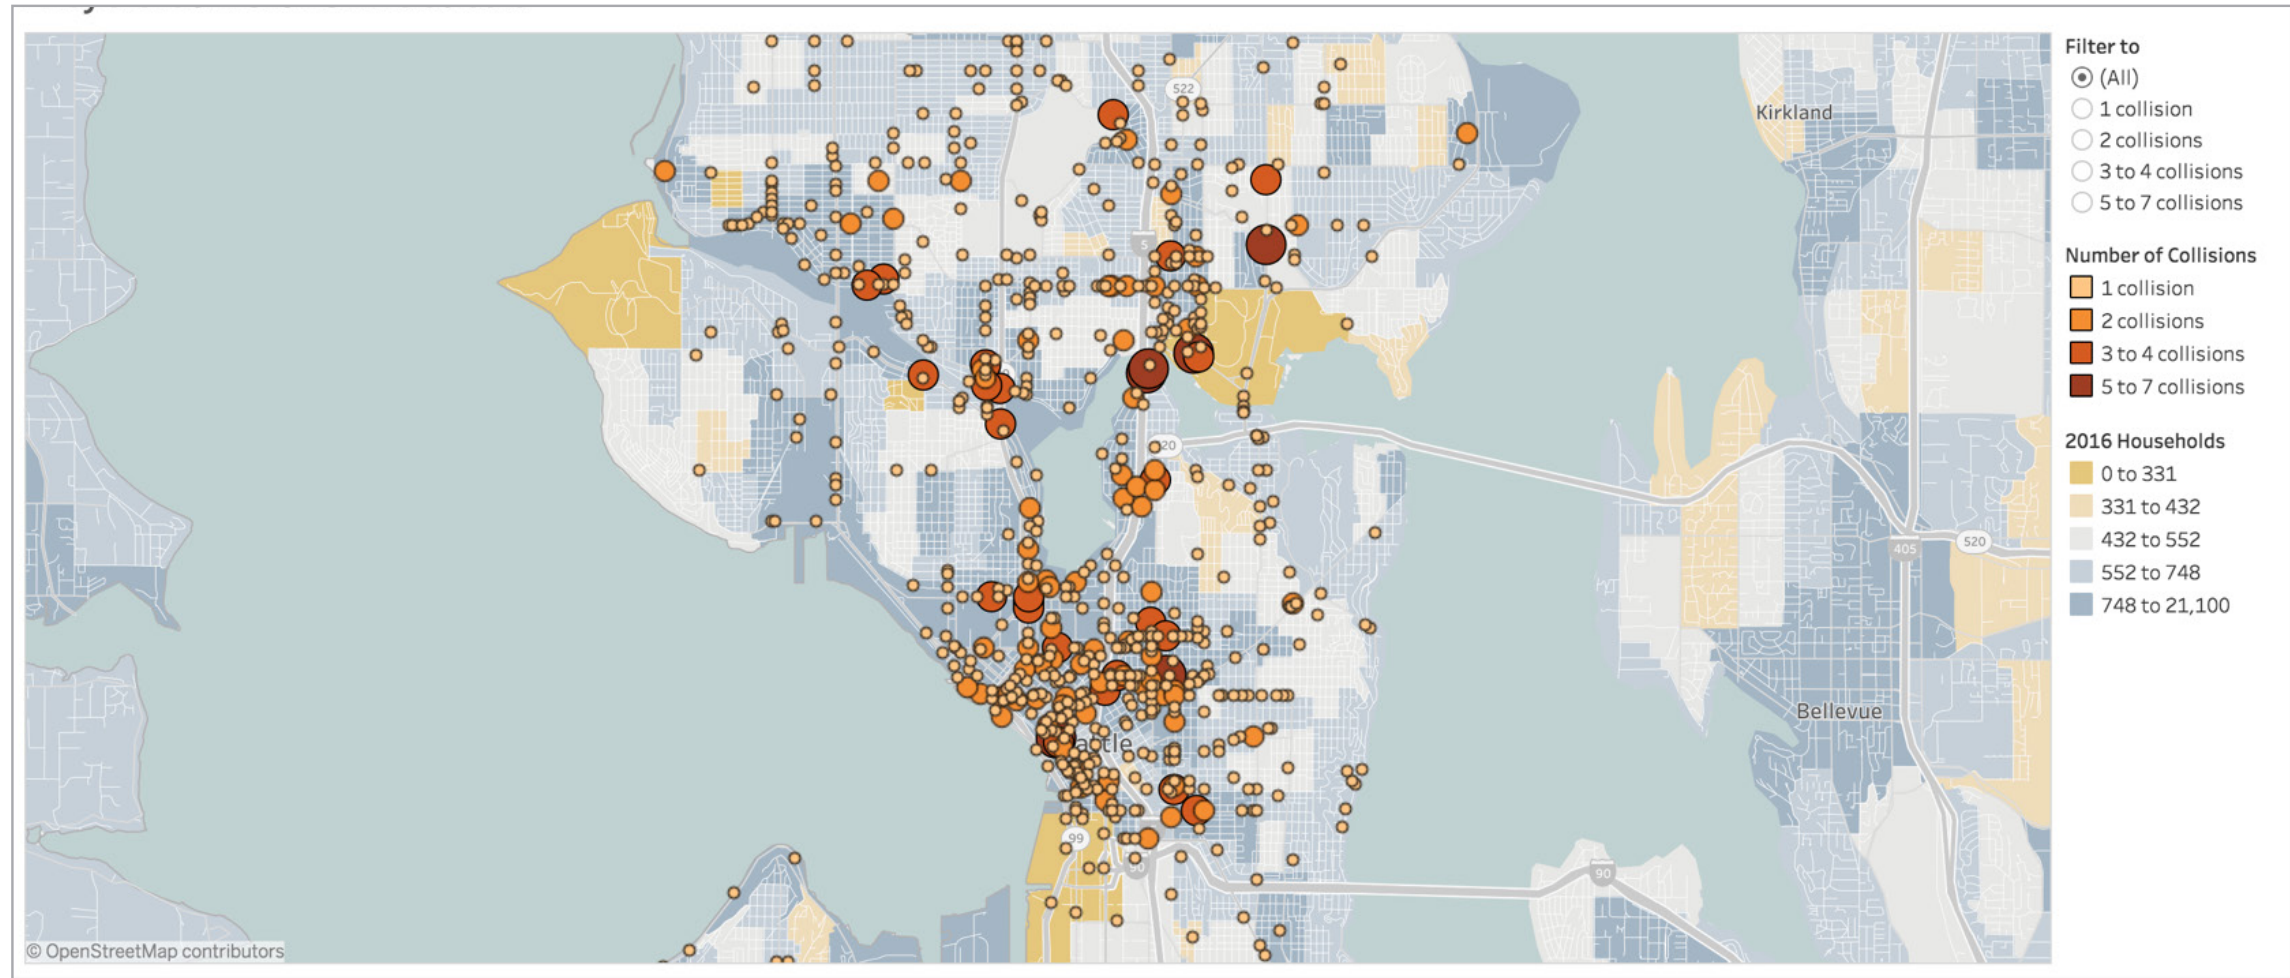 522
Kirkland
5
520
405
520
Bellevue
99
90
90
© OpenStreetMap contributors
Filter to
(All)
1 collision
2 collisions
3 to 4 collisions
5 to 7 collisions
Number of Collisions
1 collision
2 collisions
3 to 4 collisions
5 to 7 collisions
2016 Households
0 to 331
331 to 432
432 to 552
552 to 748
748 to 21,100